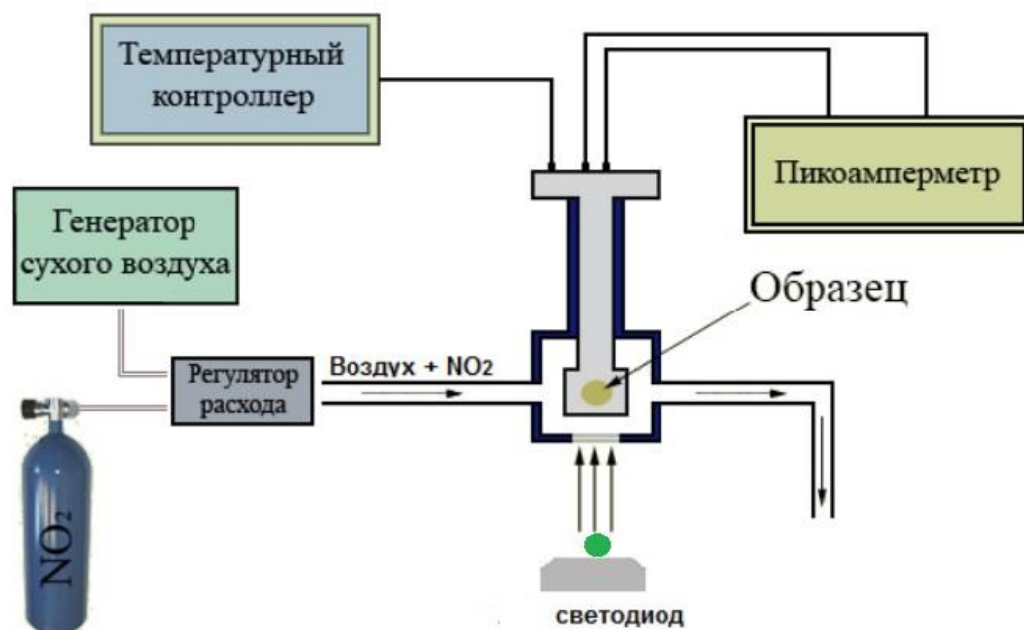 Температурный
контроллер
Пикоамперметр
Генератор
сухого воздуха
Образец
Воздух + NO₂
Регулятор
расхода
NO₂
светодиод